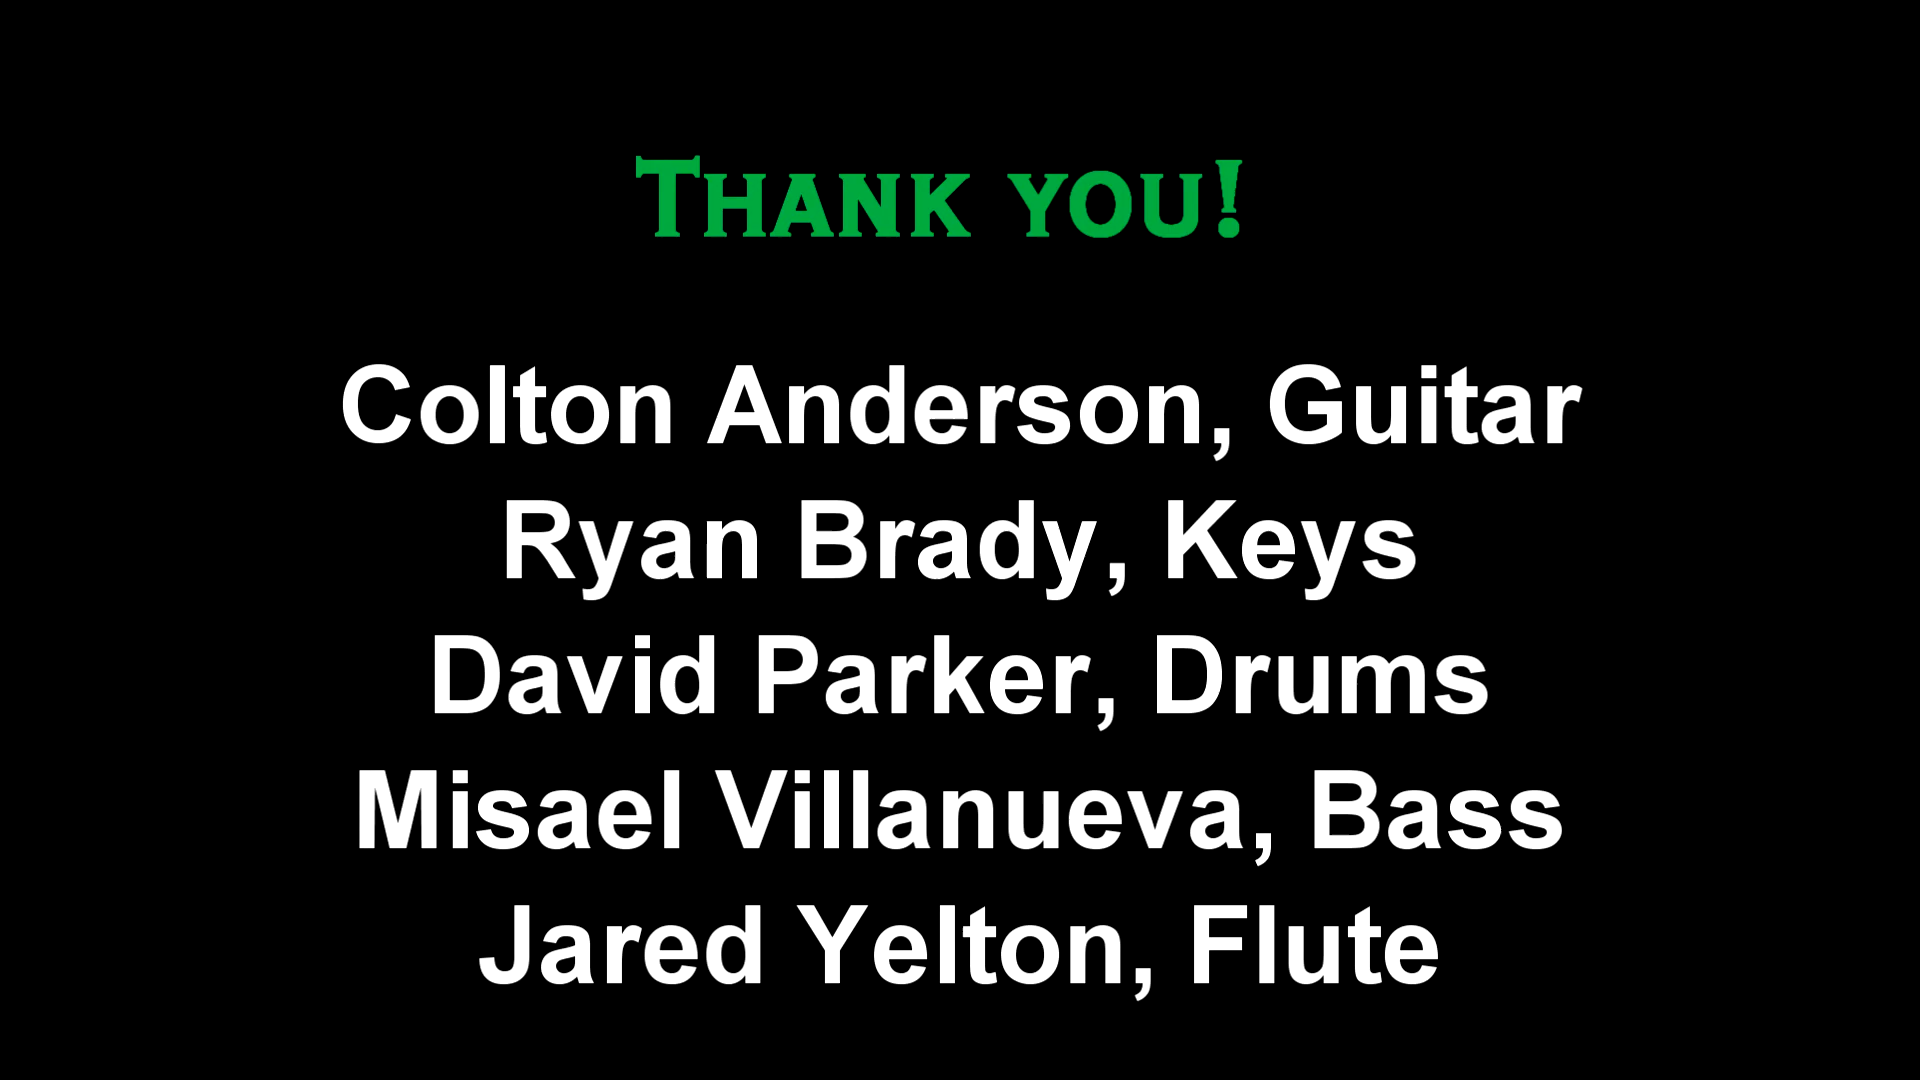 Thank you!
Colton Anderson, Guitar
Ryan Brady, Keys
David Parker, Drums
Misael Villanueva, Bass
Jared Yelton, Flute